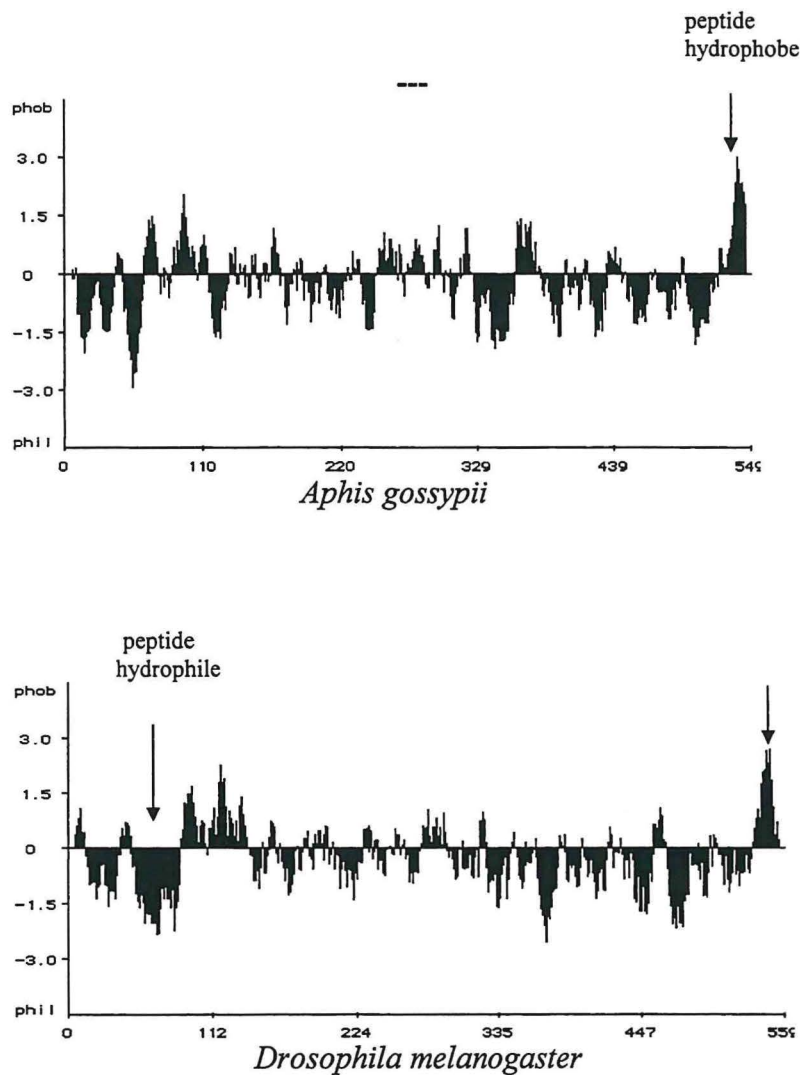 peptide
hydrophobe
---
phob
3.0
1.5
0
-1.5
-3.0
phil
0 110 220 329 439 549
Aphis gossypii
peptide
hydrophile
phob
3.0
1.5
0
-1.5
-3.0
phil
0 112 224 335 447 559
Drosophila melanogaster